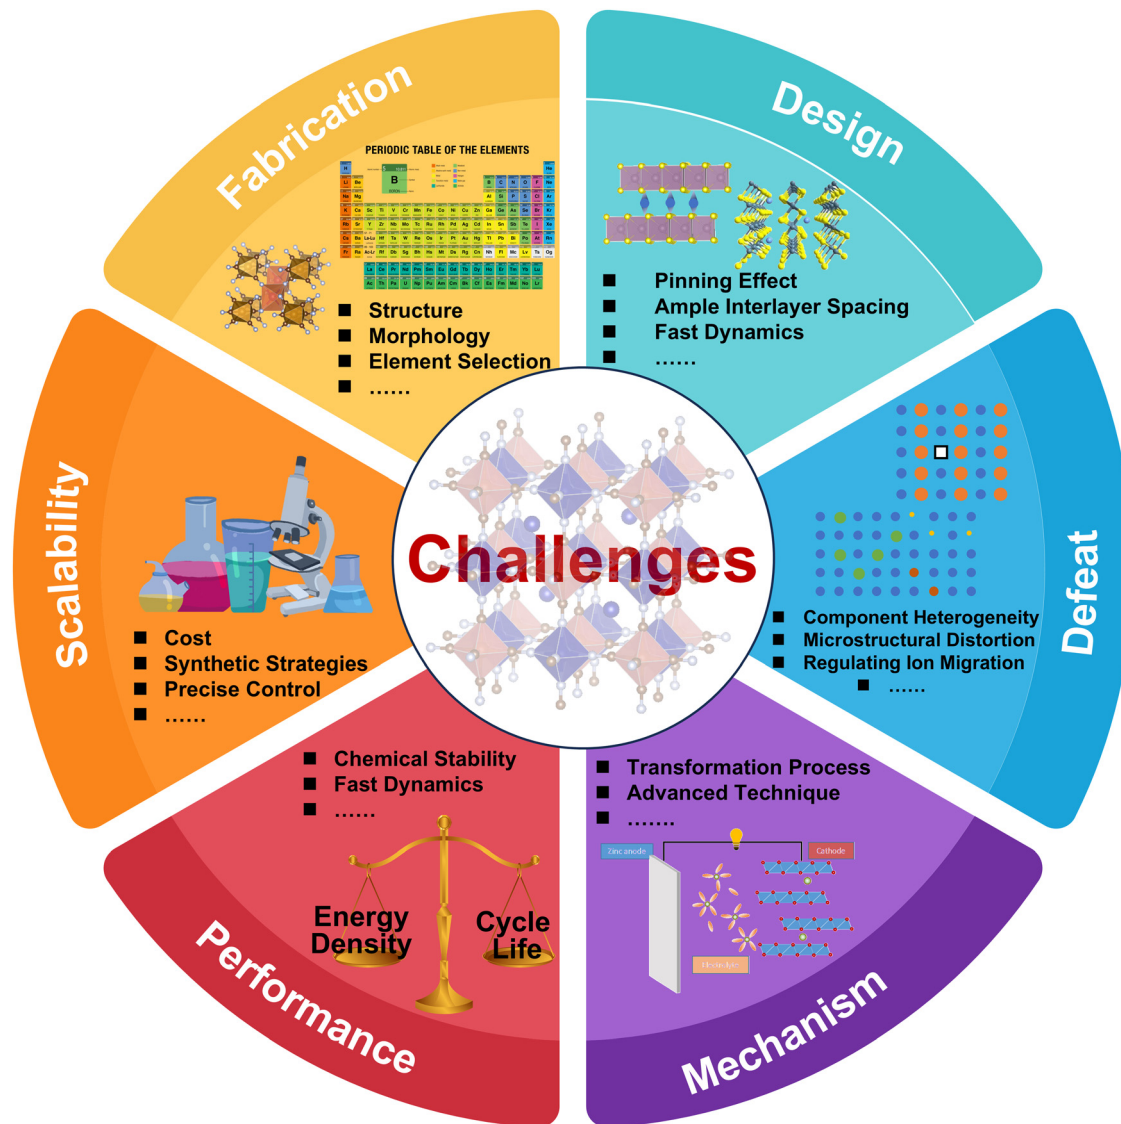 Fabrication
PERIODIC TABLE OF THE ELEMENTS
B
■ Structure
■ Morphology
■ Element Selection
■ ......
Design
■ Pinning Effect
■ Ample Interlayer Spacing
■ Fast Dynamics
■ ......
Defeat
■ Component Heterogeneity
■ Microstructural Distortion
■ Regulating Ion Migration
■ ......
Mechanism
■ Transformation Process
■ Advanced Technique
■ .......
Zinc anode
Cathode
Performance
■ Chemical Stability
■ Fast Dynamics
■ ......
Energy
Density
Cycle
Life
Scalability
■ Cost
■ Synthetic Strategies
■ Precise Control
■ ......
Challenges